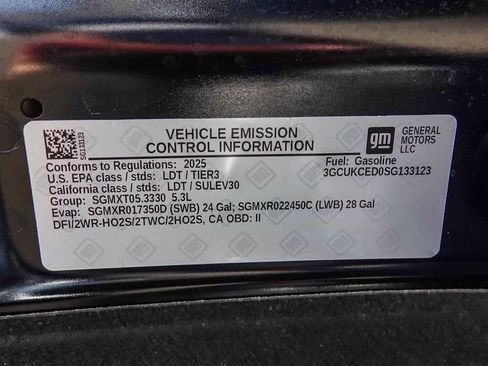 SG133123
VEHICLE EMISSION
CONTROL INFORMATION
gm
GENERAL
MOTORS
LLC
Conforms to Regulations: 2025
Fuel: Gasoline
U.S. EPA class / stds: LDT / TIER3
3GCUKCED0SG133123
California class / stds: LDT / SULEV30
Group: SGMXT05.3330 5.3L
Evap: SGMXR017350D (SWB) 24 Gal; SGMXR022450C (LWB) 28 Gal
DFI/2WR-HO2S/2TWC/2HO2S, CA OBD: II